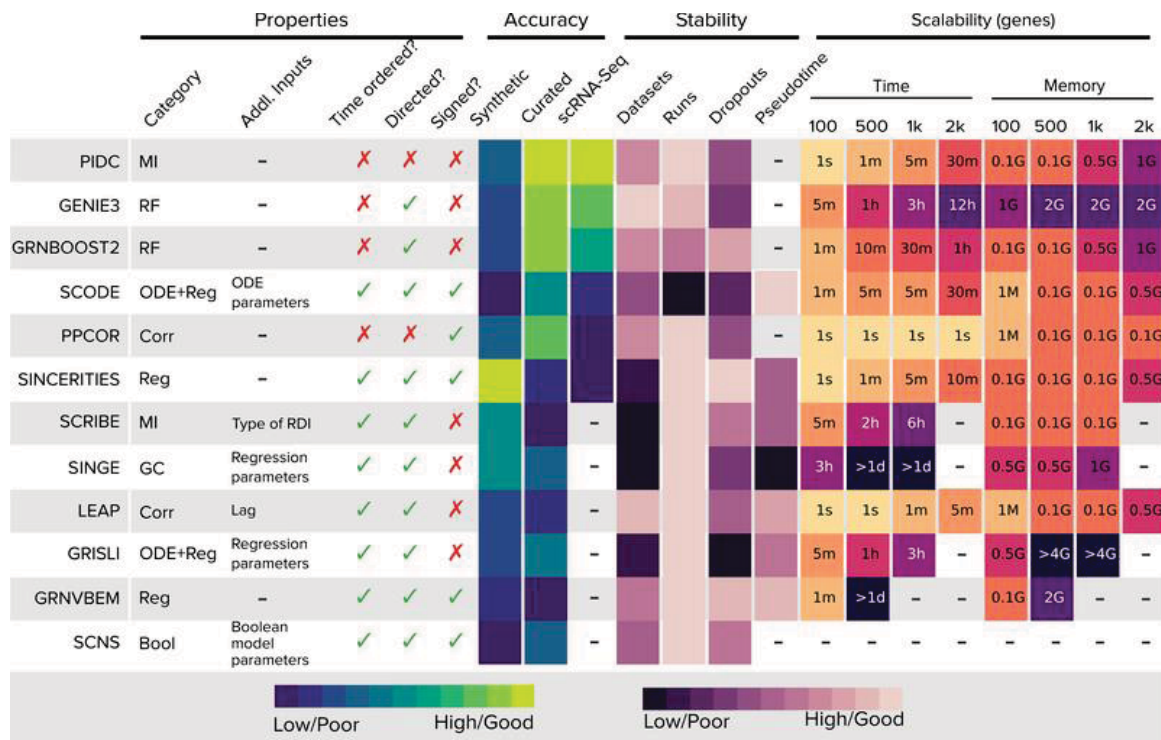 Properties Accuracy Stability Scalability (genes)
Category Addl. Inputs Time ordered? Directed? Signed? Synthetic Curated scRNA-Seq Datasets Runs Dropouts Pseudotime Time Memory
100 500 1k 2k 100 500 1k 2k
PIDC MI – ✗ ✗ ✗ – 1s 1m 5m 30m 0.1G 0.1G 0.5G 1G
GENIE3 RF – ✗ ✓ ✗ – 5m 1h 3h 12h 1G 2G 2G 2G
GRNBOOST2 RF – ✗ ✓ ✗ – 1m 10m 30m 1h 0.1G 0.1G 0.5G 1G
SCODE ODE+Reg ODE parameters ✓ ✓ ✓ 1m 5m 5m 30m 1M 0.1G 0.1G 0.5G
PPCOR Corr – ✗ ✗ ✓ – 1s 1s 1s 1s 1M 0.1G 0.1G 0.1G
SINCERITIES Reg – ✓ ✓ ✓ 1s 1m 5m 10m 0.1G 0.1G 0.1G 0.5G
SCRIBE MI Type of RDI ✓ ✓ ✗ – 5m 2h 6h – 0.1G 0.1G 0.1G –
SINGE GC Regression parameters ✓ ✓ ✗ – 3h >1d >1d – 0.5G 0.5G 1G –
LEAP Corr Lag ✓ ✓ ✗ – 1s 1s 1m 5m 1M 0.1G 0.1G 0.5G
GRISLI ODE+Reg Regression parameters ✓ ✓ ✗ – 5m 1h 3h – 0.5G >4G >4G –
GRNVBEM Reg – ✓ ✓ ✓ – 1m >1d – – 0.1G 2G – –
SCNS Bool Boolean model parameters ✓ ✓ ✓ – – – – – – – – – –
Low/Poor High/Good Low/Poor High/Good